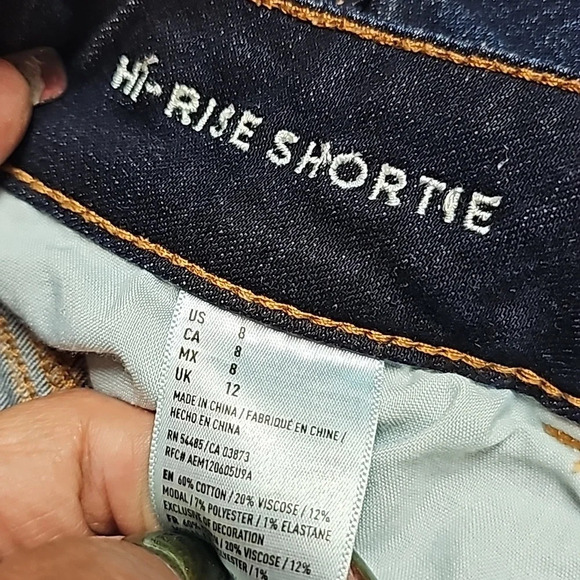 HI-RISE SHORTIE
US 8
CA 8
MX 8
UK 12
MADE IN CHINA / FABRIQUÉ EN CHINE /
HECHO EN CHINA
RN 54485 / CA 03873
RFC# AEM120605U9A
EN 60% COTTON / 20% VISCOSE / 12%
MODAL / 7% POLYESTER / 1% ELASTANE
EXCLUSIVE OF DECORATION
FR 60% 20% VISCOSE / 12%